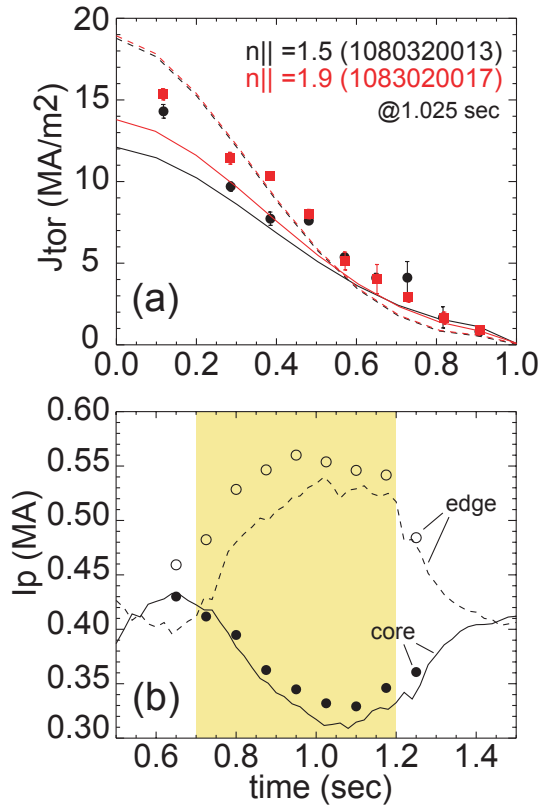 20
15
10
5
0
Jtor (MA/m2)
n|| =1.5 (1080320013)
n|| =1.9 (1083020017)
@1.025 sec
(a)
0.0 0.2 0.4 0.6 0.8 1.0
0.60
0.55
0.50
0.45
0.40
0.35
0.30
Ip (MA)
edge
core
(b)
0.6 0.8 1.0 1.2 1.4
time (sec)